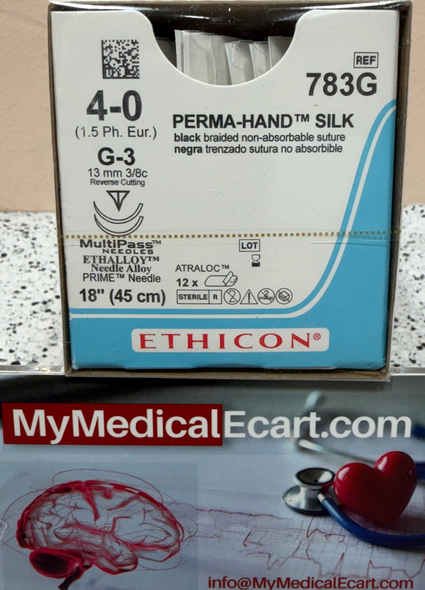 REF
783G
4-0
(1.5 Ph. Eur.)
G-3
13 mm 3/8c
Reverse Cutting
PERMA-HAND™ SILK
black braided non-absorbable suture
negra trenzado sutura no absorbible
MultiPass™
NEEDLES
ETHALLOY™
Needle Alloy
PRIME™ Needle
18" (45 cm)
LOT
ATRALOC™
12 x
STERILE R
ETHICON®
MyMedicalEcart.com
info@MyMedicalEcart.com